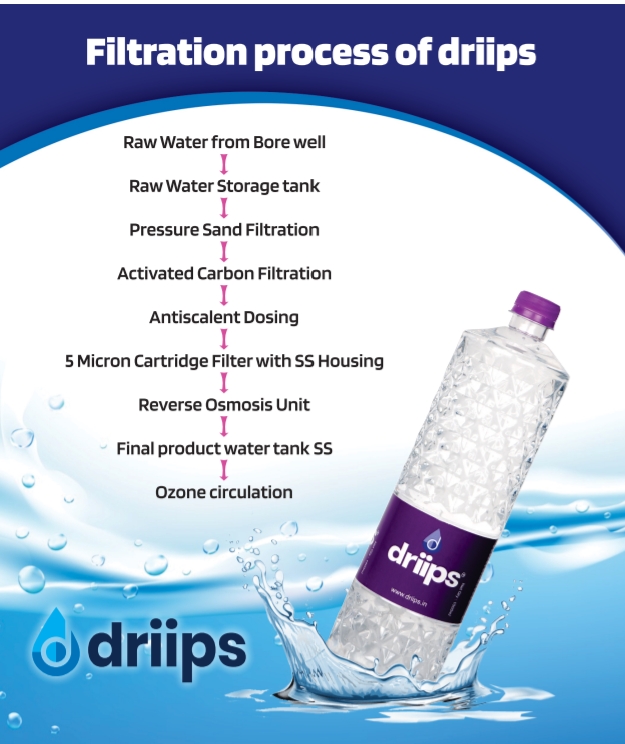 Filtration process of driips
Raw Water from Bore well
Raw Water Storage tank
Pressure Sand Filtration
Activated Carbon Filtration
Antiscalent Dosing
5 Micron Cartridge Filter with SS Housing
Reverse Osmosis Unit
Final product water tank SS
Ozone circulation
driips
www.driips.in
driips